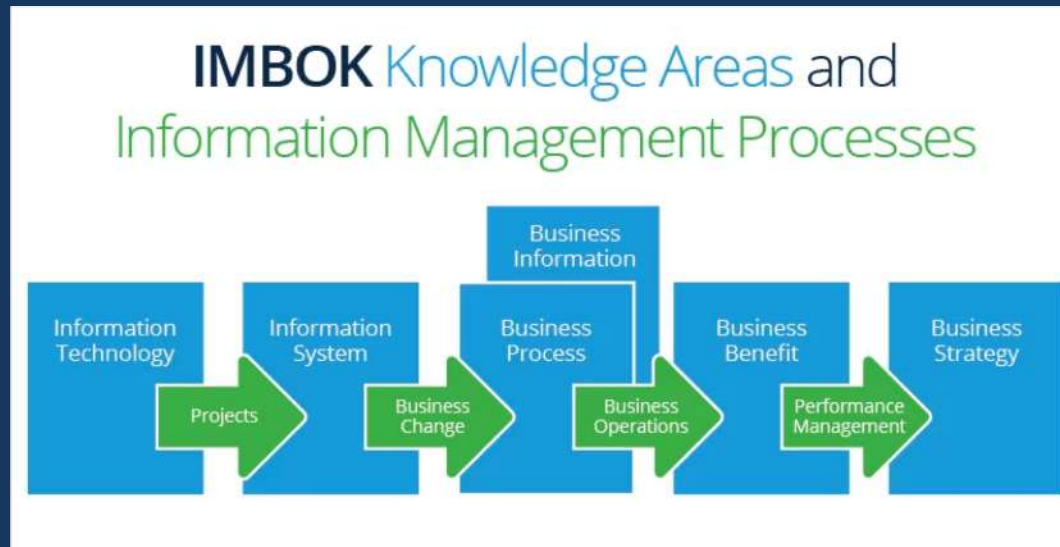 IMBOK Knowledge Areas and
Information Management Processes
Business
Information
Information
Technology
Information
System
Business
Process
Business
Benefit
Business
Strategy
Projects
Business
Change
Business
Operations
Performance
Management